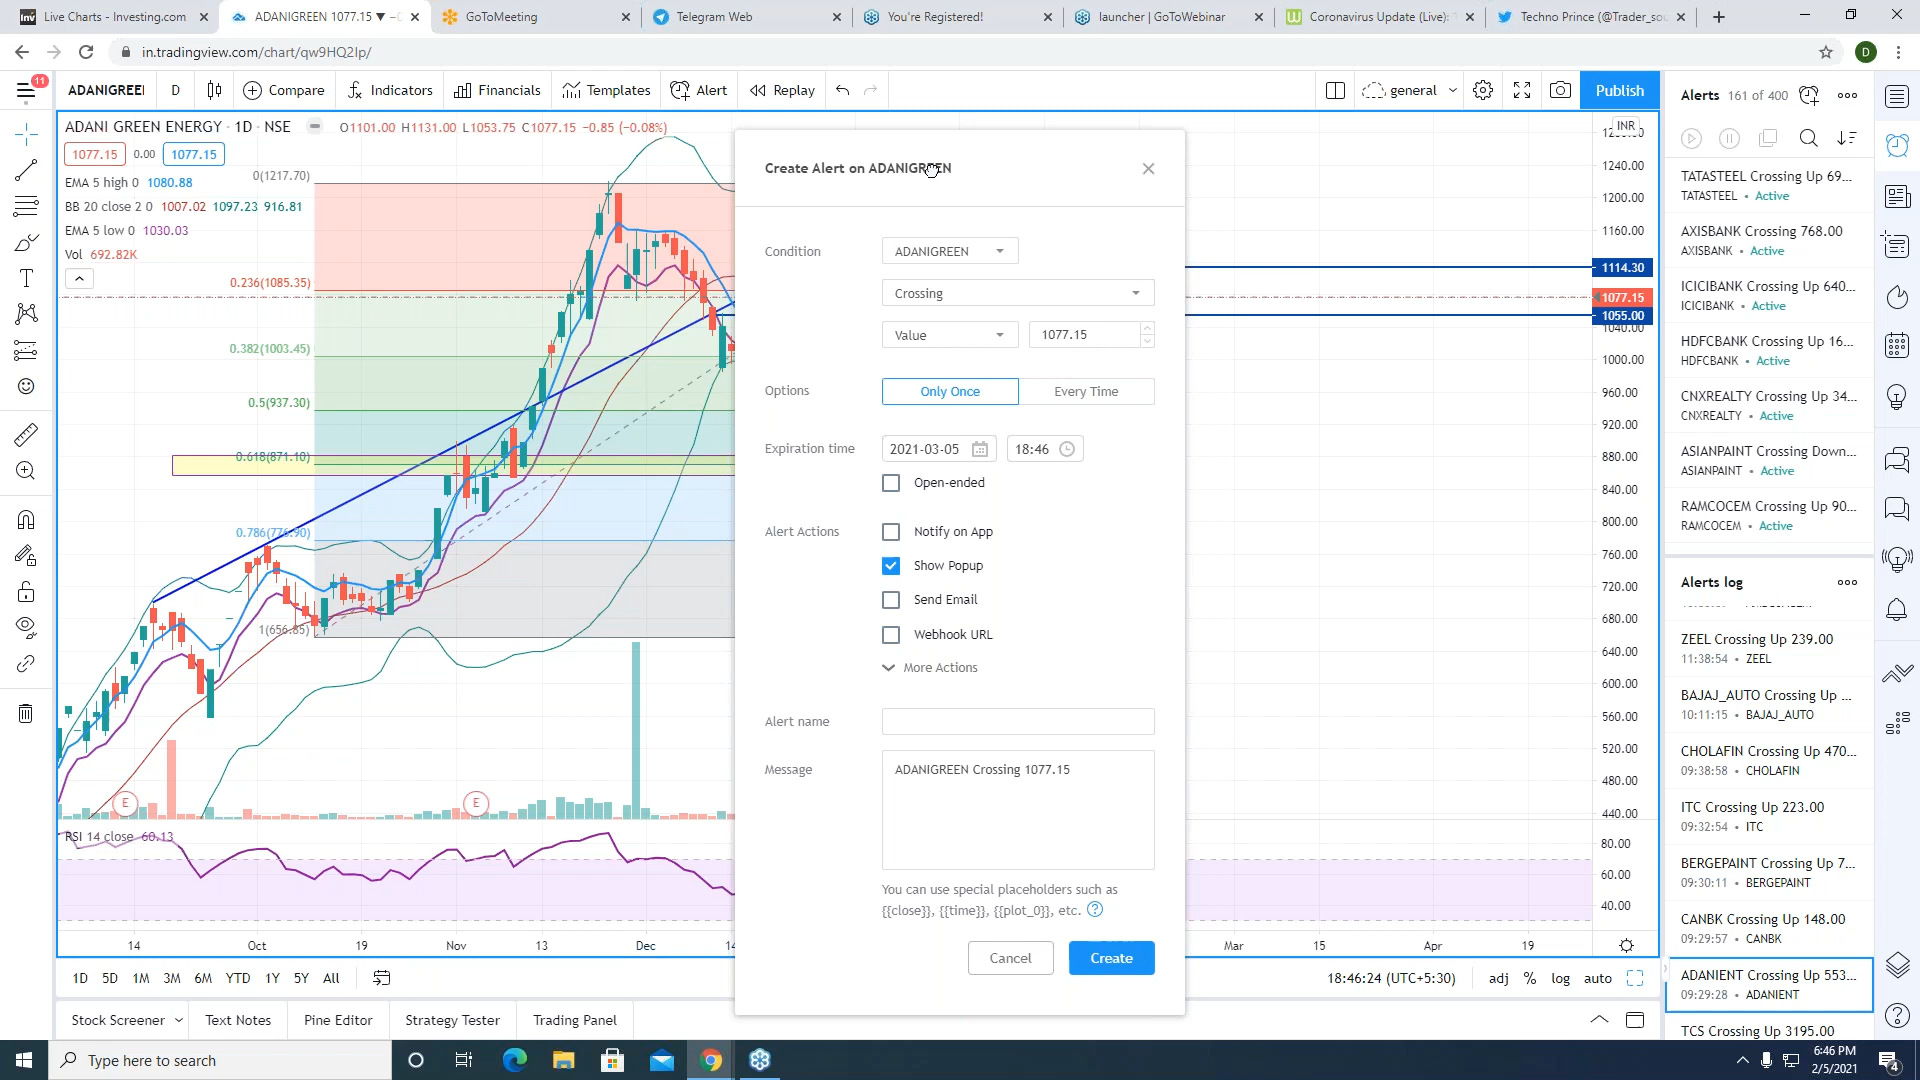 Live Charts - Investing.com
ADANIGREEN 1077.15 ▼ −0
GoToMeeting
Telegram Web
You're Registered!
launcher | GoToWebinar
Coronavirus Update (Live):
Techno Prince (@Trader_sou
in.tradingview.com/chart/qw9HQ2Ip/
D
11
ADANIGREEI
D
Compare
Indicators
Financials
Templates
Alert
Replay
general
Publish
Alerts 161 of 400
ADANI GREEN ENERGY · 1D · NSE
O1101.00 H1131.00 L1053.75 C1077.15 −0.85 (−0.08%)
1077.15 0.00 1077.15
EMA 5 high 0 1080.88
BB 20 close 2 0 1007.02 1097.23 916.81
EMA 5 low 0 1030.03
Vol 692.82K
0(1217.70)
0.236(1085.35)
0.382(1003.45)
0.5(937.30)
0.618(871.10)
0.786(776.90)
1(656.85)
E
E
RSI 14 close 60.13
14
Oct
19
Nov
13
Dec
14
Mar
15
Apr
19
INR
1240.00
1200.00
1160.00
1114.30
1077.15
1055.00
1040.00
1000.00
960.00
920.00
880.00
840.00
800.00
760.00
720.00
680.00
640.00
600.00
560.00
520.00
480.00
440.00
80.00
60.00
40.00
Create Alert on ADANIGREEN
Condition
ADANIGREEN
Crossing
Value
1077.15
Options
Only Once
Every Time
Expiration time
2021-03-05
18:46
Open-ended
Alert Actions
Notify on App
Show Popup
Send Email
Webhook URL
More Actions
Alert name
Message
ADANIGREEN Crossing 1077.15
You can use special placeholders such as
{{close}}, {{time}}, {{plot_0}}, etc.
Cancel
Create
TATASTEEL Crossing Up 69...
TATASTEEL • Active
AXISBANK Crossing 768.00
AXISBANK • Active
ICICIBANK Crossing Up 640...
ICICIBANK • Active
HDFCBANK Crossing Up 16...
HDFCBANK • Active
CNXREALTY Crossing Up 34...
CNXREALTY • Active
ASIANPAINT Crossing Down...
ASIANPAINT • Active
RAMCOCEM Crossing Up 90...
RAMCOCEM • Active
Alerts log
ZEEL Crossing Up 239.00
11:38:54 • ZEEL
BAJAJ_AUTO Crossing Up ...
10:11:15 • BAJAJ_AUTO
CHOLAFIN Crossing Up 470...
09:38:58 • CHOLAFIN
ITC Crossing Up 223.00
09:32:54 • ITC
BERGEPAINT Crossing Up 7...
09:30:11 • BERGEPAINT
CANBK Crossing Up 148.00
09:29:57 • CANBK
ADANIENT Crossing Up 553...
09:29:28 • ADANIENT
TCS Crossing Up 3195.00
1D 5D 1M 3M 6M YTD 1Y 5Y All
18:46:24 (UTC+5:30)
adj % log auto
Stock Screener
Text Notes
Pine Editor
Strategy Tester
Trading Panel
Type here to search
6:46 PM
2/5/2021
4